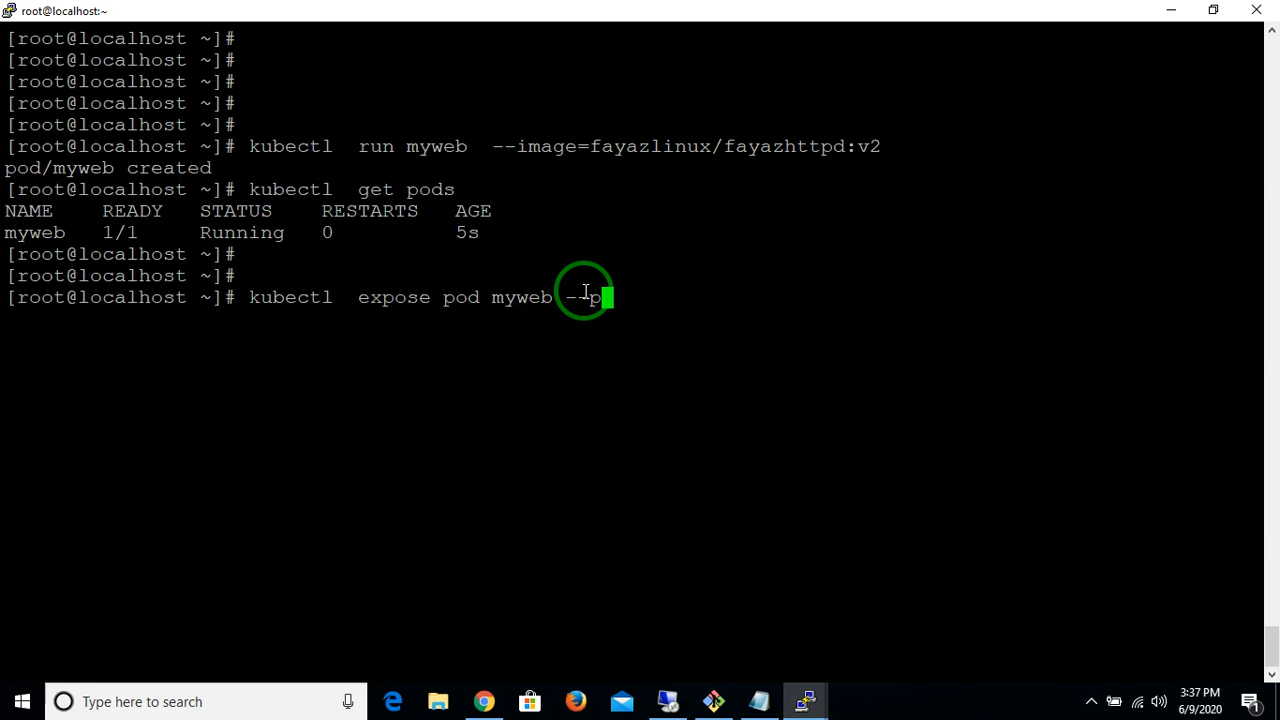 root@localhost:~
[root@localhost ~]#
[root@localhost ~]#
[root@localhost ~]#
[root@localhost ~]#
[root@localhost ~]#
[root@localhost ~]# kubectl  run myweb  --image=fayazlinux/fayazhttpd:v2
pod/myweb created
[root@localhost ~]# kubectl  get pods
NAME    READY   STATUS    RESTARTS   AGE
myweb   1/1     Running   0          5s
[root@localhost ~]#
[root@localhost ~]#
[root@localhost ~]# kubectl  expose pod myweb --p
Type here to search
3:37 PM
6/9/2020
1